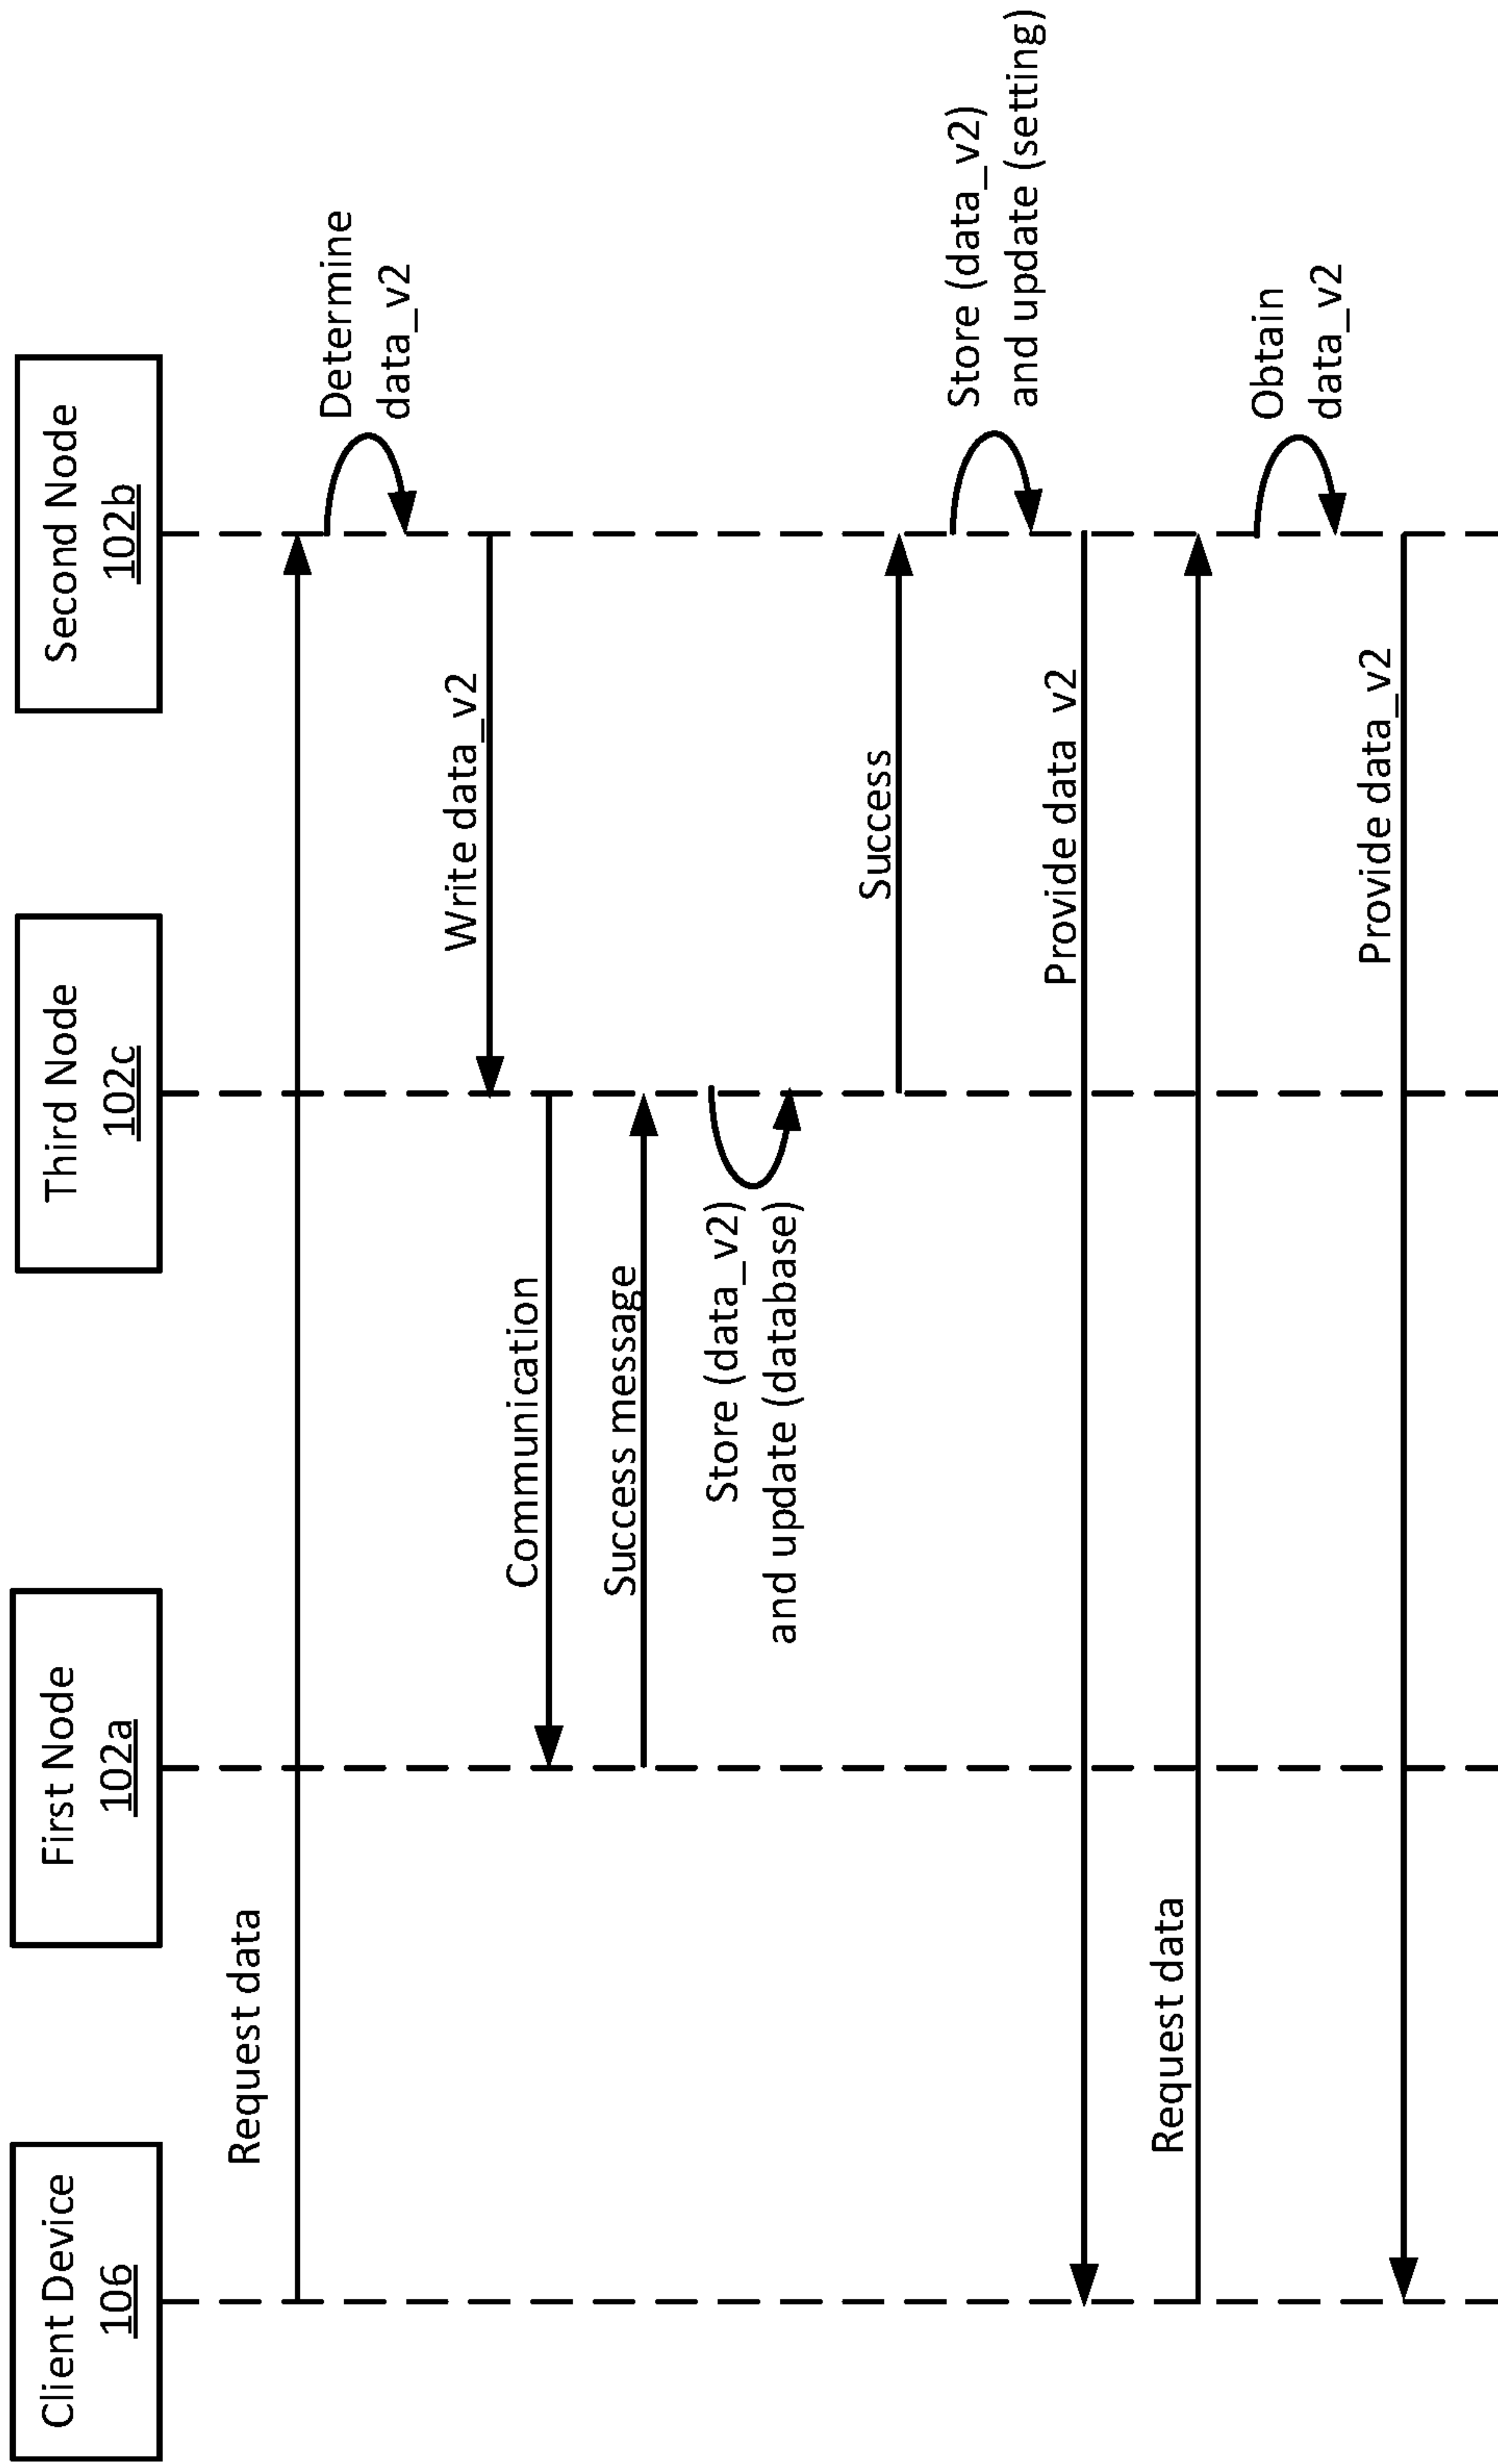 Client Device
106
First Node
102a
Third Node
102c
Second Node
102b
Request data
Determine
data_v2
Write data_v2
Communication
Success message
Store (data_v2)
and update (database)
Success
Store (data_v2)
and update (setting)
Provide data v2
Request data
Obtain
data_v2
Provide data_v2